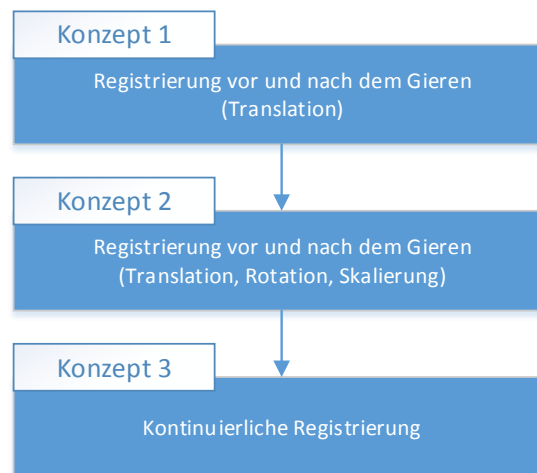 Konzept 1
Registrierung vor und nach dem Gieren
(Translation)
Konzept 2
Registrierung vor und nach dem Gieren
(Translation, Rotation, Skalierung)
Konzept 3
Kontinuierliche Registrierung